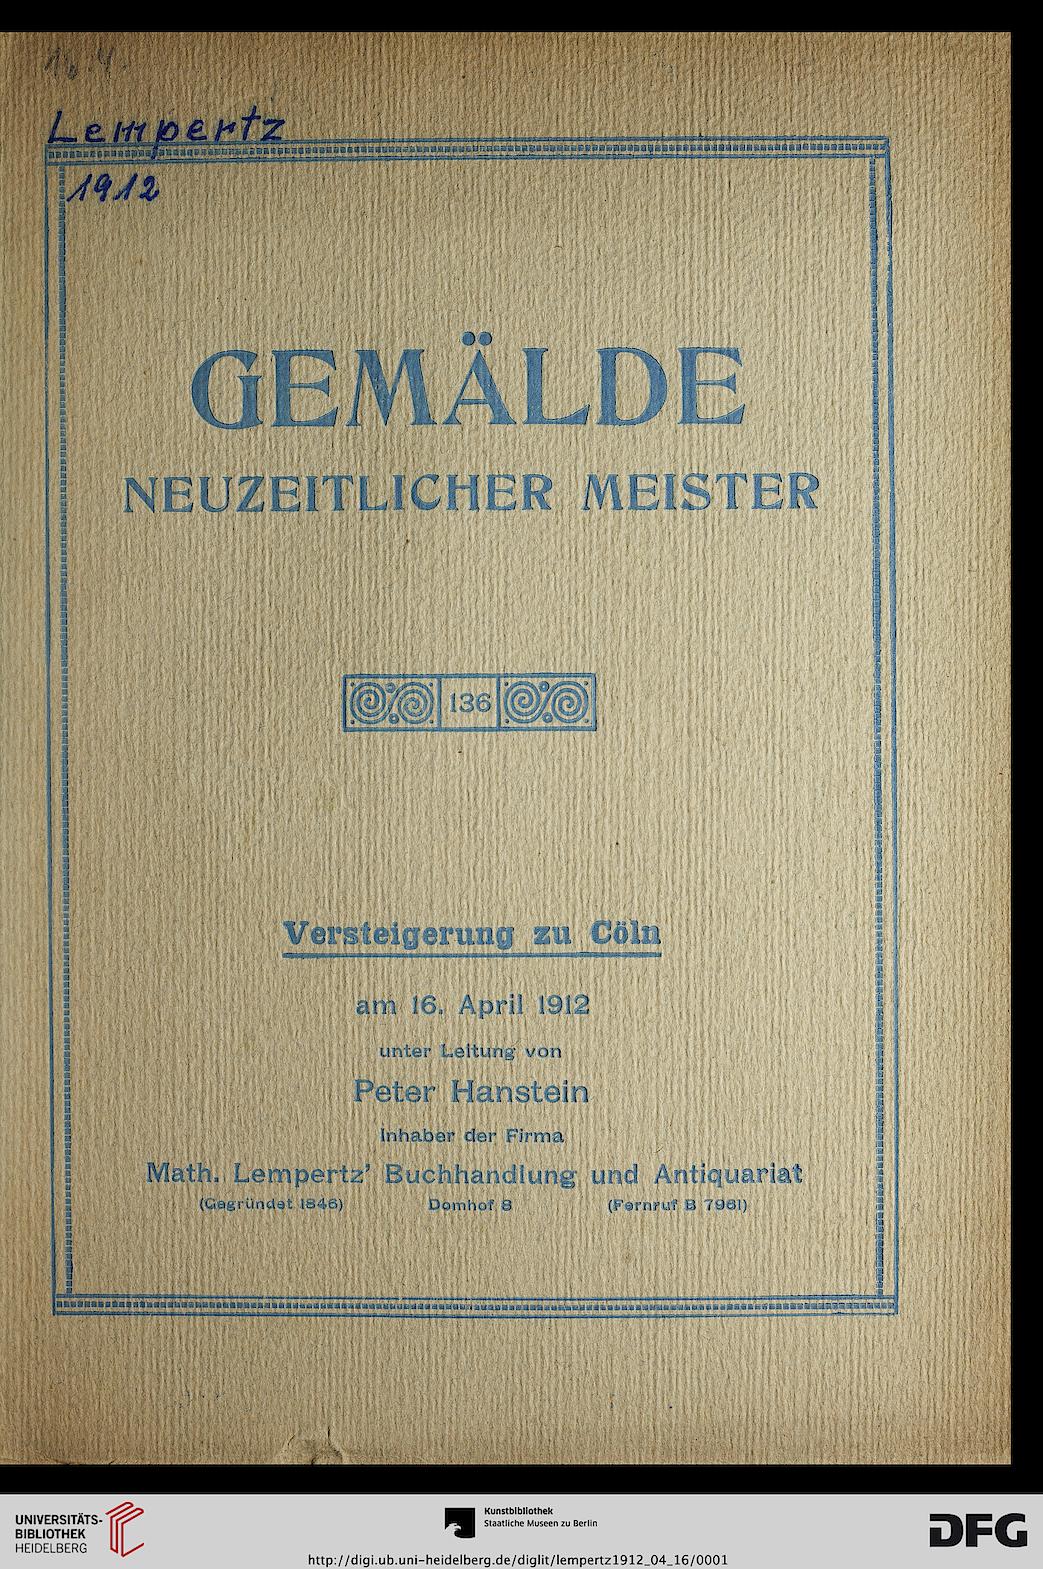 16.4.
Lempertz
1912
GEMÄLDE
NEUZEITLICHER MEISTER
136
Versteigerung zu Cöln
am 16. April 1912
unter Leitung von
Peter Hanstein
Inhaber der Firma
Math. Lempertz' Buchhandlung und Antiquariat
(Gegründet 1846) Domhof 8 (Fernruf B 7961)
UNIVERSITÄTS-
BIBLIOTHEK
HEIDELBERG
Kunstbibliothek
Staatliche Museen zu Berlin
DFG
http://digi.ub.uni-heidelberg.de/diglit/lempertz1912_04_16/0001